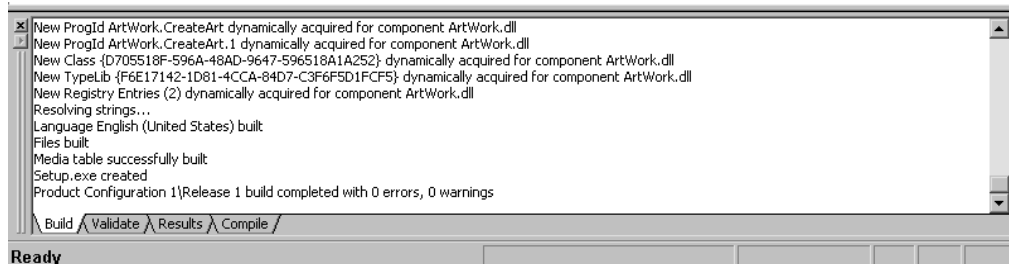 New ProgId ArtWork.CreateArt dynamically acquired for component ArtWork.dll
New ProgId ArtWork.CreateArt.1 dynamically acquired for component ArtWork.dll
New Class {D705518F-596A-48AD-9647-596518A1A252} dynamically acquired for component ArtWork.dll
New TypeLib {F6E17142-1D81-4CCA-84D7-C3F6F5D1FCF5} dynamically acquired for component ArtWork.dll
New Registry Entries (2) dynamically acquired for component ArtWork.dll
Resolving strings...
Language English (United States) built
Files built
Media table successfully built
Setup.exe created
Product Configuration 1\Release 1 build completed with 0 errors, 0 warnings
Build Validate Results Compile
Ready